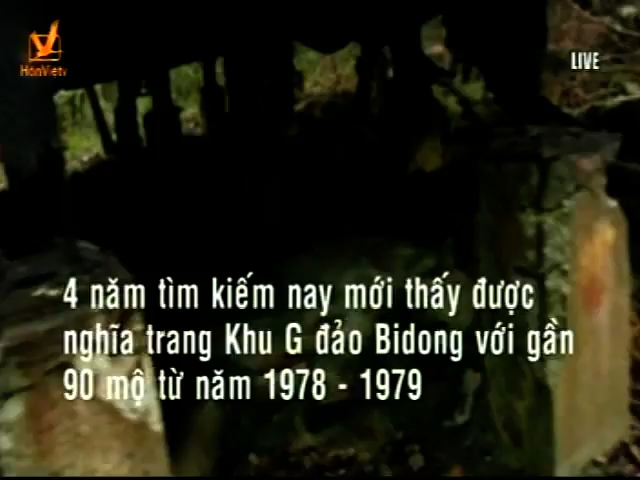 HồnViệtv
LIVE
4 năm tìm kiếm nay mới thấy được
nghĩa trang Khu G đảo Bidong với gần
90 mộ từ năm 1978 - 1979